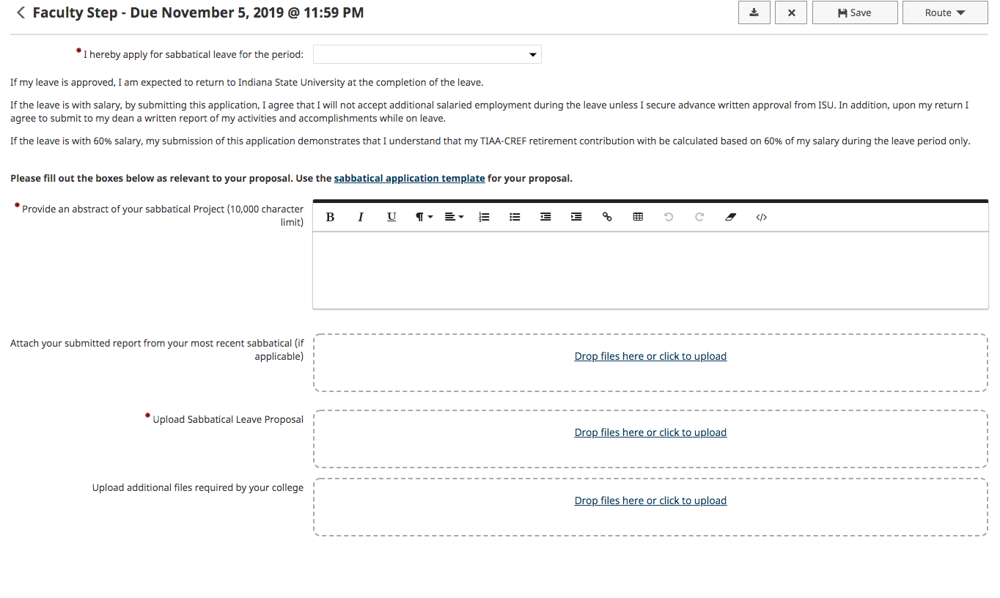 Faculty Step - Due November 5, 2019 @ 11:59 PM
Save
Route
* I hereby apply for sabbatical leave for the period:
If my leave is approved, I am expected to return to Indiana State University at the completion of the leave.
If the leave is with salary, by submitting this application, I agree that I will not accept additional salaried employment during the leave unless I secure advance written approval from ISU. In addition, upon my return I
agree to submit to my dean a written report of my activities and accomplishments while on leave.
If the leave is with 60% salary, my submission of this application demonstrates that I understand that my TIAA-CREF retirement contribution with be calculated based on 60% of my salary during the leave period only.
Please fill out the boxes below as relevant to your proposal. Use the sabbatical application template for your proposal.
* Provide an abstract of your sabbatical Project (10,000 character
limit)
B I U ¶ </>
Attach your submitted report from your most recent sabbatical (if
applicable)
Drop files here or click to upload
* Upload Sabbatical Leave Proposal
Drop files here or click to upload
Upload additional files required by your college
Drop files here or click to upload